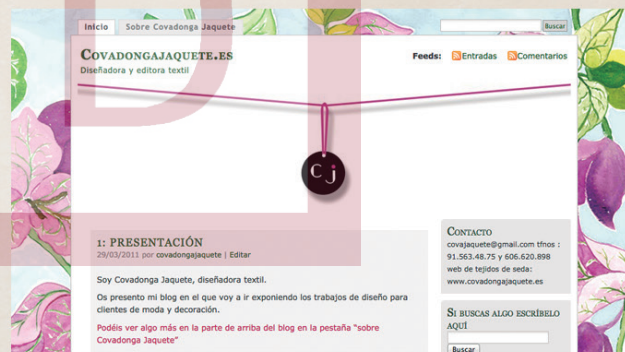 Inicio Sobre Covadonga Jaquete
Buscar
Covadongajaquete.es
Diseñadora y editora textil
Feeds: Entradas Comentarios
C j
1: PRESENTACIÓN
29/03/2011 por covadongajaquete | Editar
Soy Covadonga Jaquete, diseñadora textil.
Os presento mi blog en el que voy a ir exponiendo los trabajos de diseño para
clientes de moda y decoración.
Podéis ver algo más en la parte de arriba del blog en la pestaña "sobre
Covadonga Jaquete"
Contacto
covajaquete@gmail.com tfnos :
91.563.48.75 y 606.620.898
web de tejidos de seda:
www.covadongajaquete.es
Si buscas algo escríbelo
aquí
Buscar